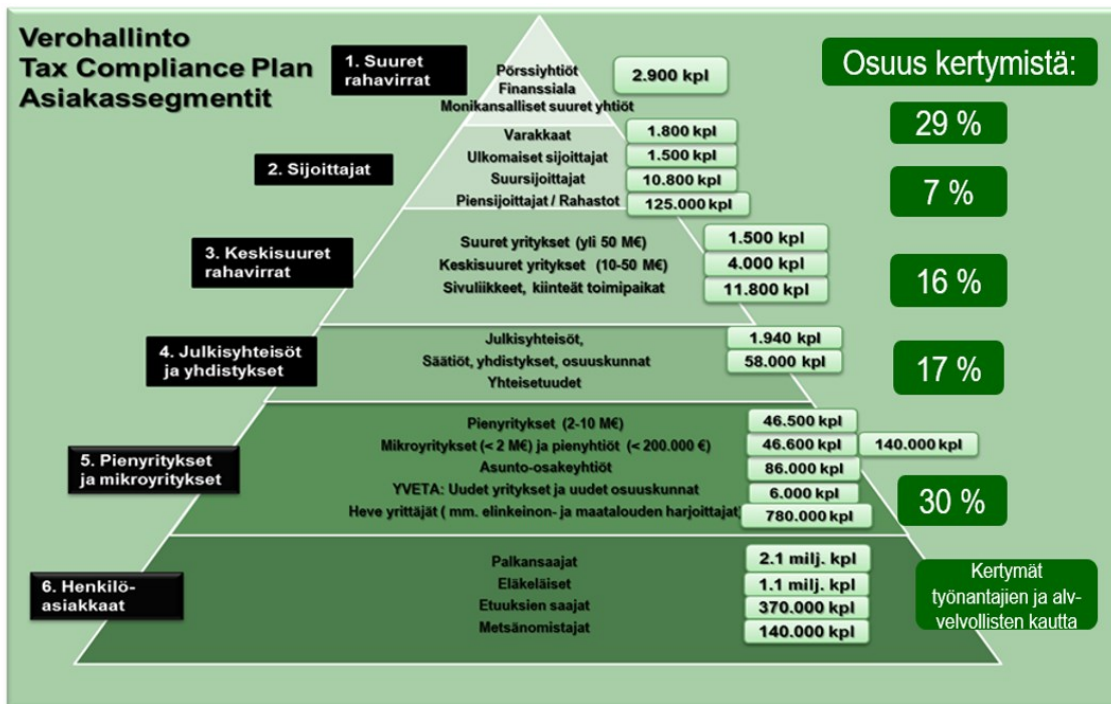 Verohallinto
Tax Compliance Plan
Asiakassegmentit
1. Suuret
rahavirrat
Pörssiyhtiöt
Finanssiala
Monikansalliset suuret yhtiöt
2.900 kpl
Osuus kertymistä:
29 %
2. Sijoittajat
Varakkaat 1.800 kpl
Ulkomaiset sijoittajat 1.500 kpl
Suursijoittajat 10.800 kpl
Piensijoittajat / Rahastot 125.000 kpl
7 %
3. Keskisuuret
rahavirrat
Suuret yritykset (yli 50 M€) 1.500 kpl
Keskisuuret yritykset (10-50 M€) 4.000 kpl
Sivuliikkeet, kiinteät toimipaikat 11.800 kpl
16 %
4. Julkisyhteisöt
ja yhdistykset
Julkisyhteisöt, 1.940 kpl
Säätiöt, yhdistykset, osuuskunnat 58.000 kpl
Yhteisetuudet
17 %
5. Pienyritykset
ja mikroyritykset
Pienyritykset (2-10 M€) 46.500 kpl
Mikroyritykset (< 2 M€) ja pienyhtiöt (< 200.000 €) 46.600 kpl 140.000 kpl
Asunto-osakeyhtiöt 86.000 kpl
YVETA: Uudet yritykset ja uudet osuuskunnat 6.000 kpl
Heve yrittäjät ( mm. elinkeinon- ja maatalouden harjoittajat) 780.000 kpl
30 %
6. Henkilö-
asiakkaat
Palkansaajat 2.1 milj. kpl
Eläkeläiset 1.1 milj. kpl
Etuuksien saajat 370.000 kpl
Metsänomistajat 140.000 kpl
Kertymät
työnantajien ja alv-
velvollisten kautta